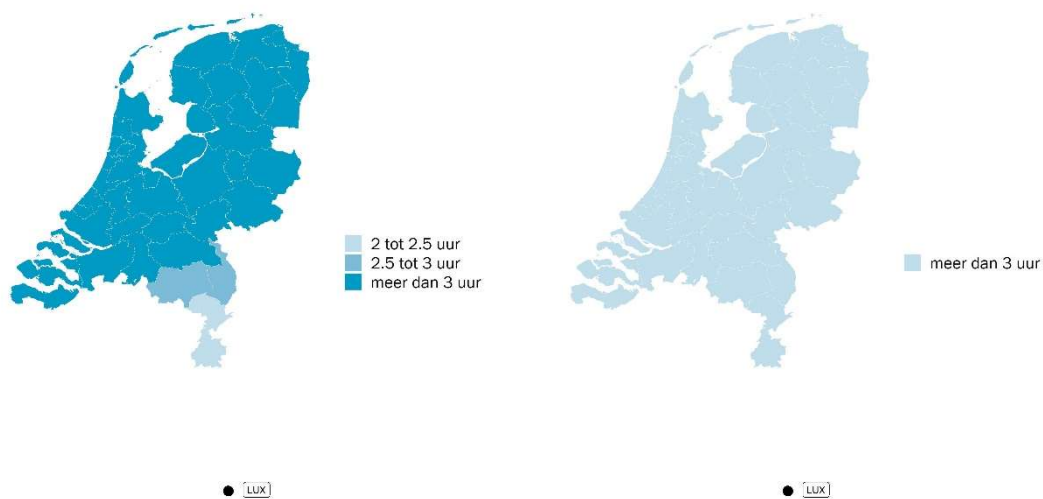 2 tot 2.5 uur
2.5 tot 3 uur
meer dan 3 uur
meer dan 3 uur
LUX
LUX